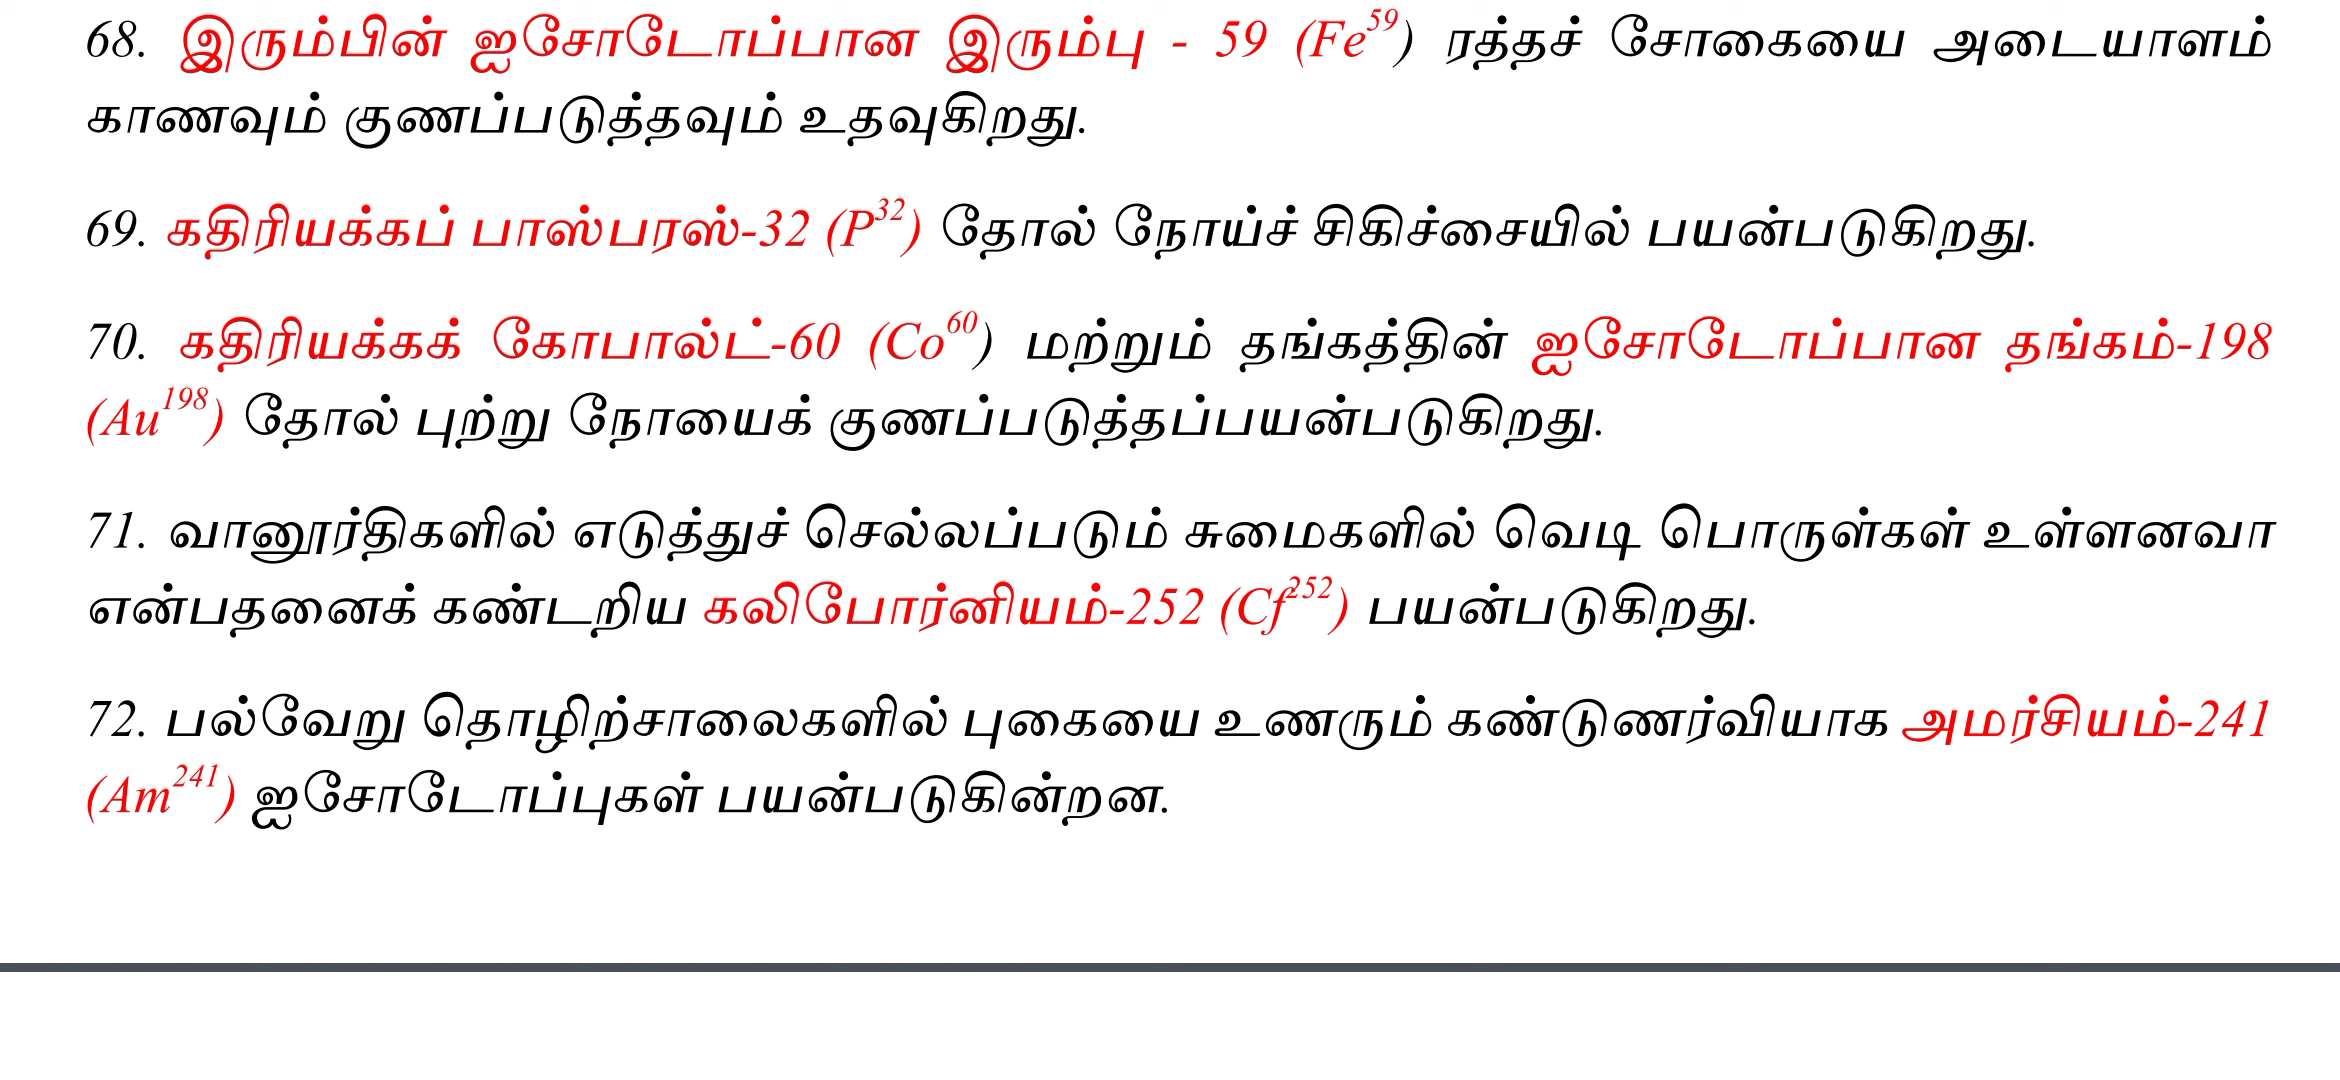 68. இரும்பின் ஐசோடோப்பான இரும்பு - 59 (Fe⁵⁹) ரத்தச் சோகையை அடையாளம்
காணவும் குணப்படுத்தவும் உதவுகிறது.
69. கதிரியக்கப் பாஸ்பரஸ்-32 (P³²) தோல் நோய்ச் சிகிச்சையில் பயன்படுகிறது.
70. கதிரியக்கக் கோபால்ட்-60 (Co⁶⁰) மற்றும் தங்கத்தின் ஐசோடோப்பான தங்கம்-198
(Au¹⁹⁸) தோல் புற்று நோயைக் குணப்படுத்தப்பயன்படுகிறது.
71. வானூர்திகளில் எடுத்துச் செல்லப்படும் சுமைகளில் வெடி பொருள்கள் உள்ளனவா
என்பதனைக் கண்டறிய கலிபோர்னியம்-252 (Cf²⁵²) பயன்படுகிறது.
72. பல்வேறு தொழிற்சாலைகளில் புகையை உணரும் கண்டுணர்வியாக அமர்சியம்-241
(Am²⁴¹) ஐசோடோப்புகள் பயன்படுகின்றன.